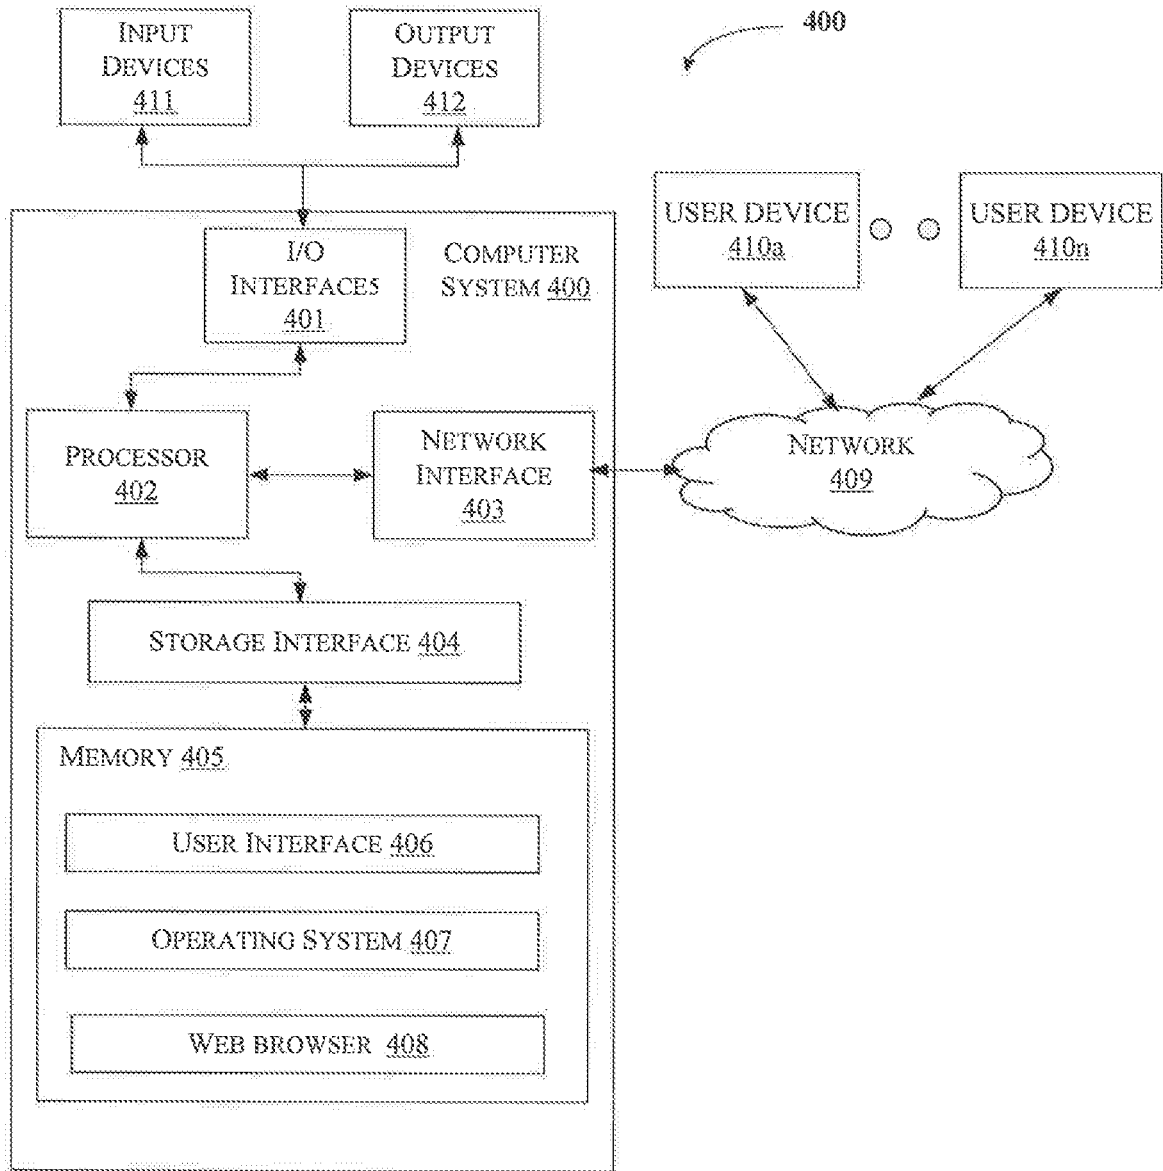 INPUT
DEVICES
411
OUTPUT
DEVICES
412
400
I/O
INTERFACES
401
COMPUTER
SYSTEM 400
USER DEVICE
410a
USER DEVICE
410n
PROCESSOR
402
NETWORK
INTERFACE
403
NETWORK
409
STORAGE INTERFACE 404
MEMORY 405
USER INTERFACE 406
OPERATING SYSTEM 407
WEB BROWSER 408